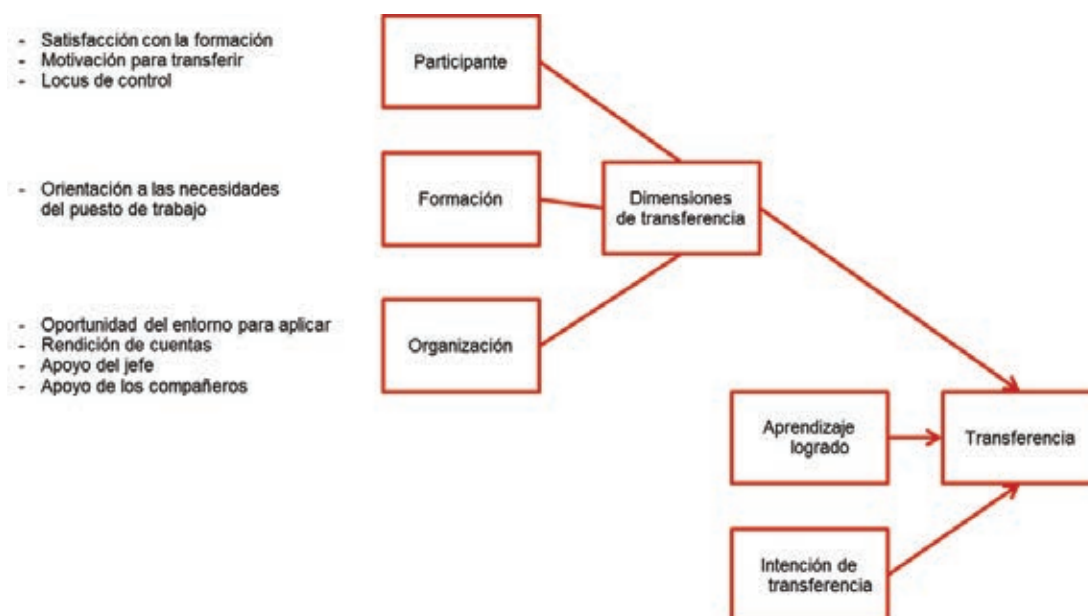 - Satisfacción con la formación
- Motivación para transferir
- Locus de control
Participante
- Orientación a las necesidades
del puesto de trabajo
Formación
Dimensiones
de transferencia
- Oportunidad del entorno para aplicar
- Rendición de cuentas
- Apoyo del jefe
- Apoyo de los compañeros
Organización
Aprendizaje
logrado
Transferencia
Intención de
transferencia